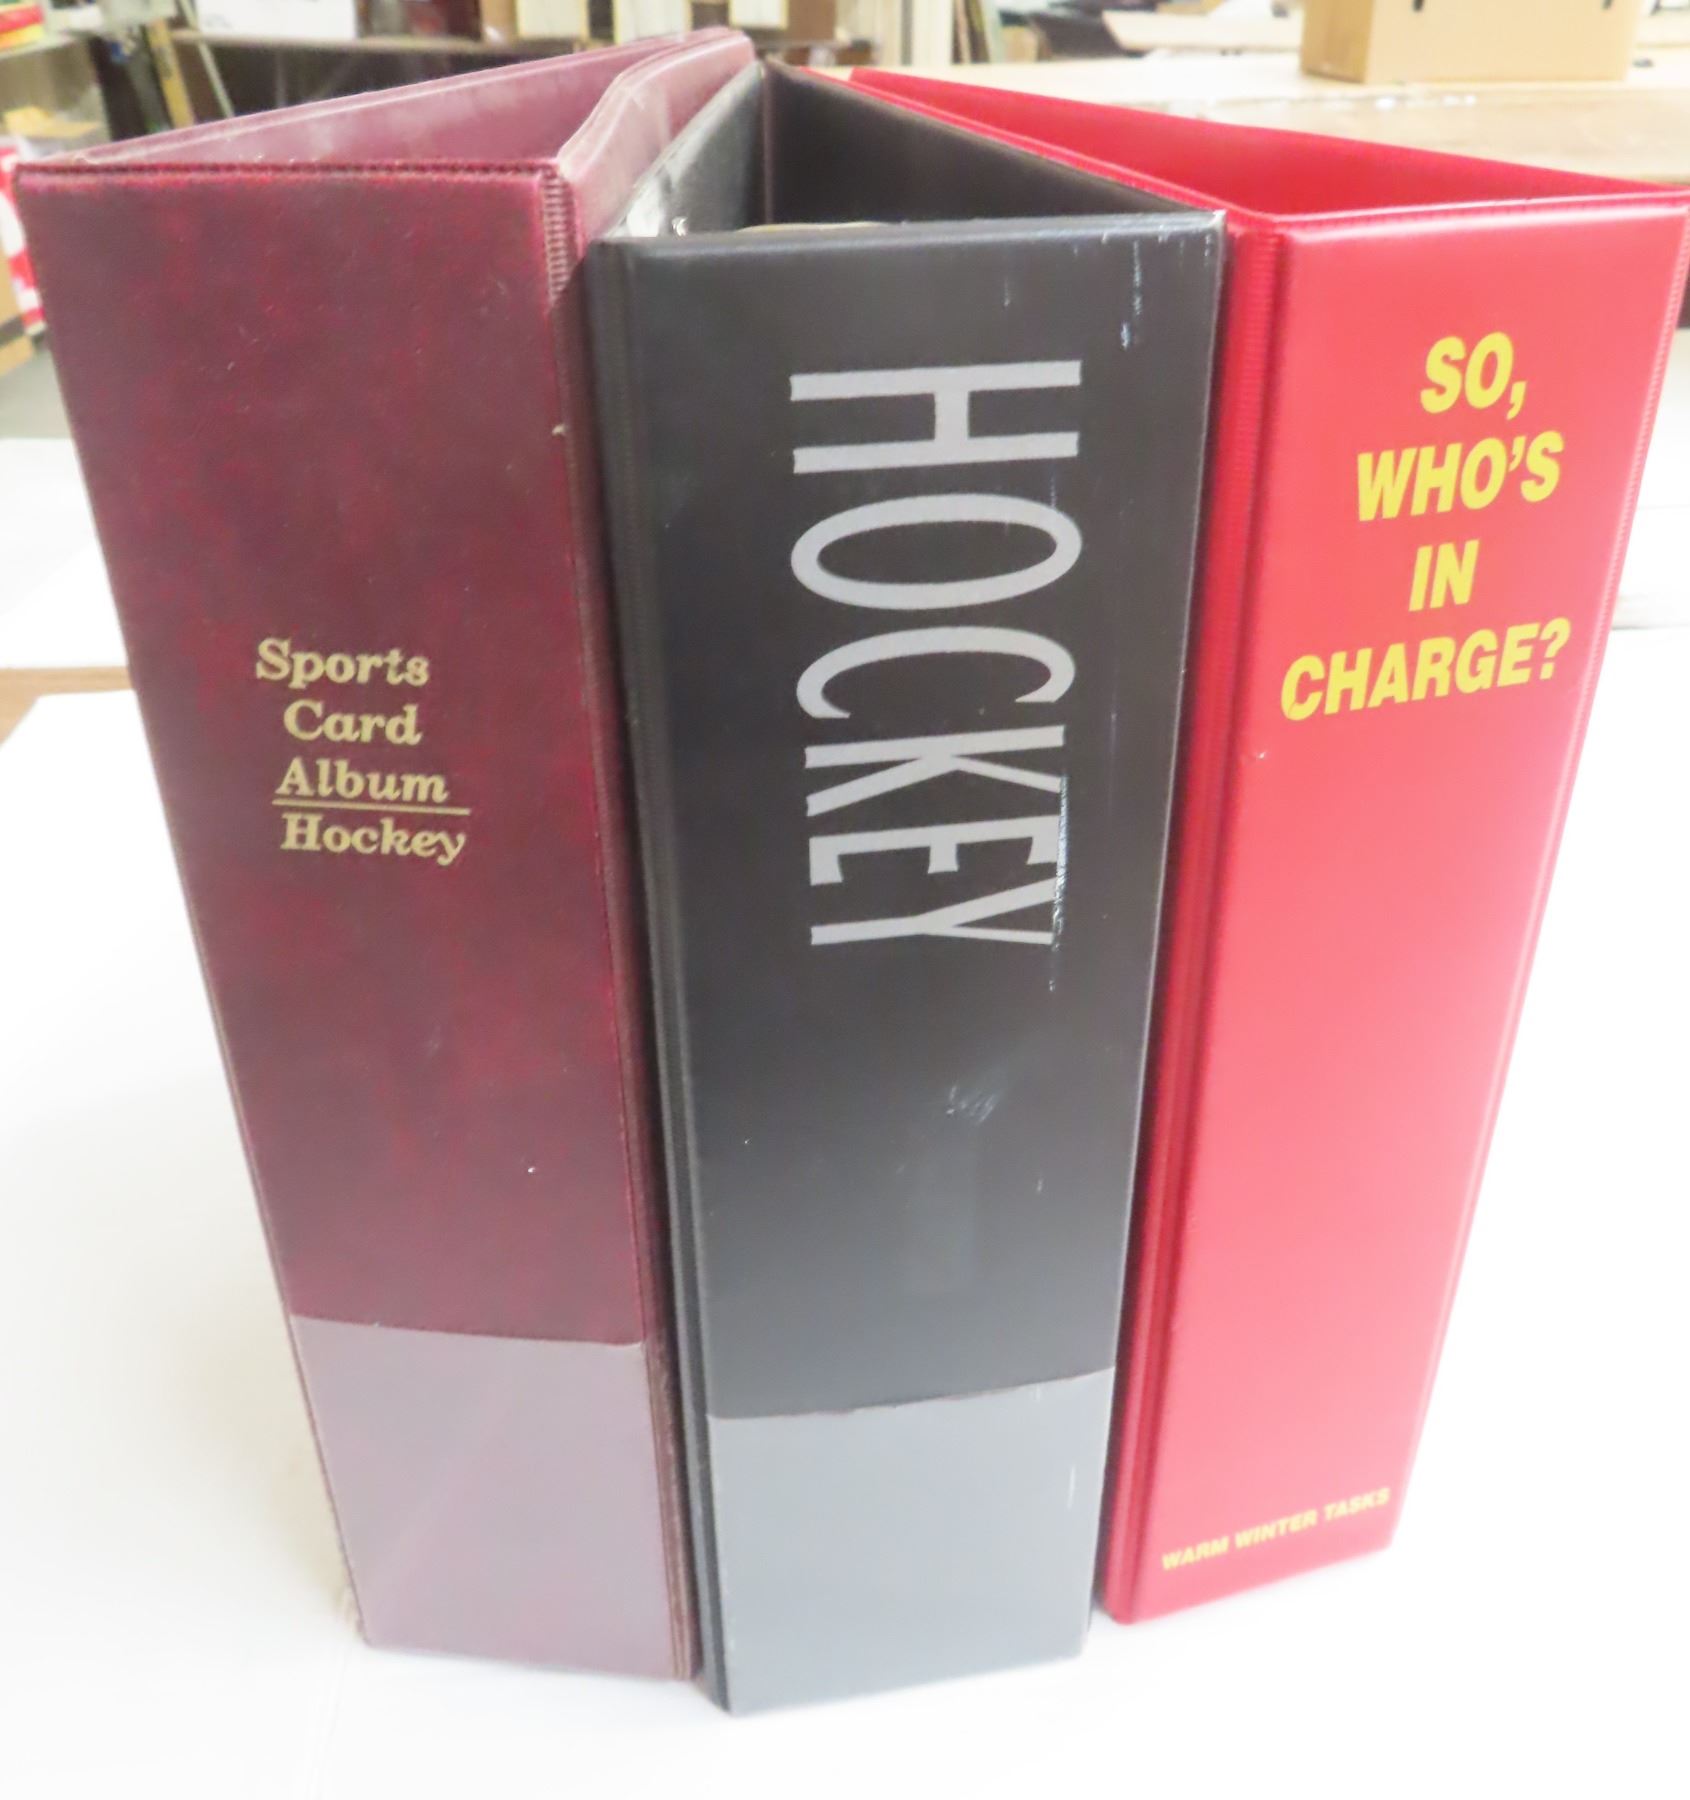 Sports
Card
Album
Hockey
HOCKEY
SO,
WHO'S
IN
CHARGE?
WARM WINTER TASKS